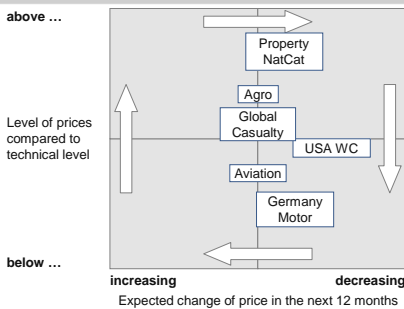 above …
Property
NatCat
Agro
Level of prices
compared to
technical level
Global
Casualty
USA WC
Aviation
Germany
Motor
below …
increasing
decreasing
Expected change of price in the next 12 months